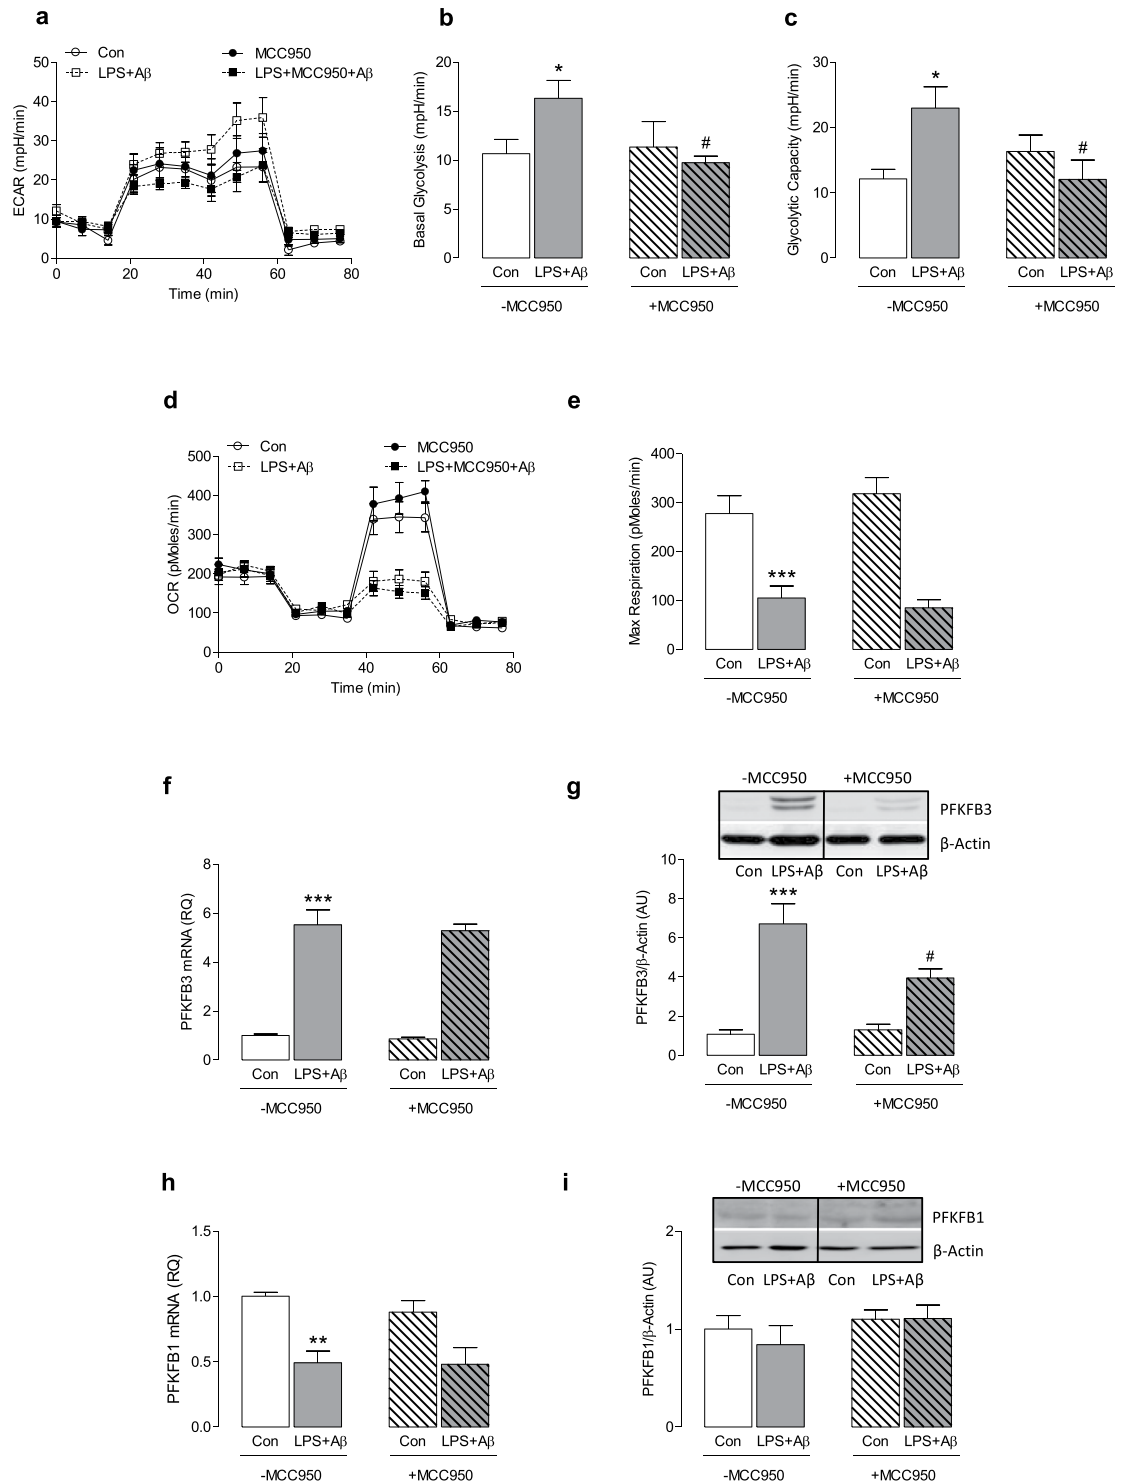 a
Con
MCC950
LPS+Aβ
LPS+MCC950+Aβ
50
40
30
20
10
0
ECAR (mpH/min)
0 20 40 60 80
Time (min)
b
20
15
10
5
0
Basal Glycolysis (mpH/min)
*
#
Con LPS+Aβ Con LPS+Aβ
-MCC950 +MCC950
c
30
20
10
0
Glycolytic Capacity (mpH/min)
*
#
Con LPS+Aβ Con LPS+Aβ
-MCC950 +MCC950
d
Con
MCC950
LPS+Aβ
LPS+MCC950+Aβ
500
400
300
200
100
0
OCR (pMoles/min)
0 20 40 60 80
Time (min)
e
400
300
200
100
0
Max Respiration (pMoles/min)
***
Con LPS+Aβ Con LPS+Aβ
-MCC950 +MCC950
f
8
6
4
2
0
PFKFB3 mRNA (RQ)
***
Con LPS+Aβ Con LPS+Aβ
-MCC950 +MCC950
g
-MCC950 +MCC950
PFKFB3
β-Actin
Con LPS+Aβ Con LPS+Aβ
10
8
6
4
2
0
PFKFB3/β-Actin (AU)
***
#
Con LPS+Aβ Con LPS+Aβ
-MCC950 +MCC950
h
1.5
1.0
0.5
0.0
PFKFB1 mRNA (RQ)
**
Con LPS+Aβ Con LPS+Aβ
-MCC950 +MCC950
i
-MCC950 +MCC950
PFKFB1
β-Actin
Con LPS+Aβ Con LPS+Aβ
2
1
0
PFKFB1/β-Actin (AU)
Con LPS+Aβ Con LPS+Aβ
-MCC950 +MCC950